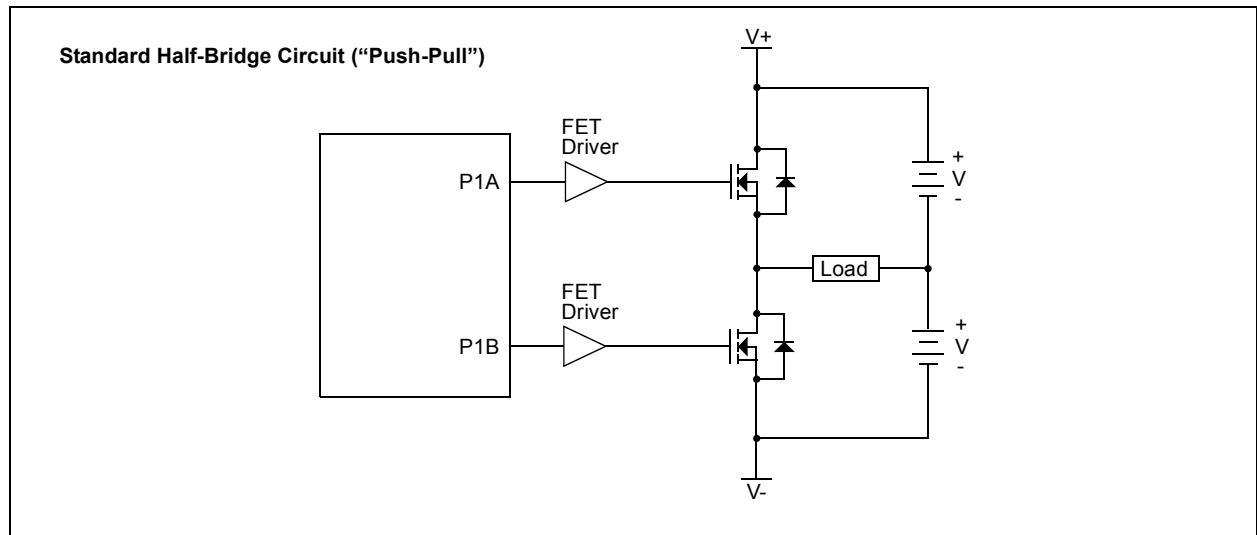 Standard Half-Bridge Circuit (“Push-Pull”)
V+
FET
Driver
P1A
+
V
-
Load
FET
Driver
P1B
+
V
-
V-